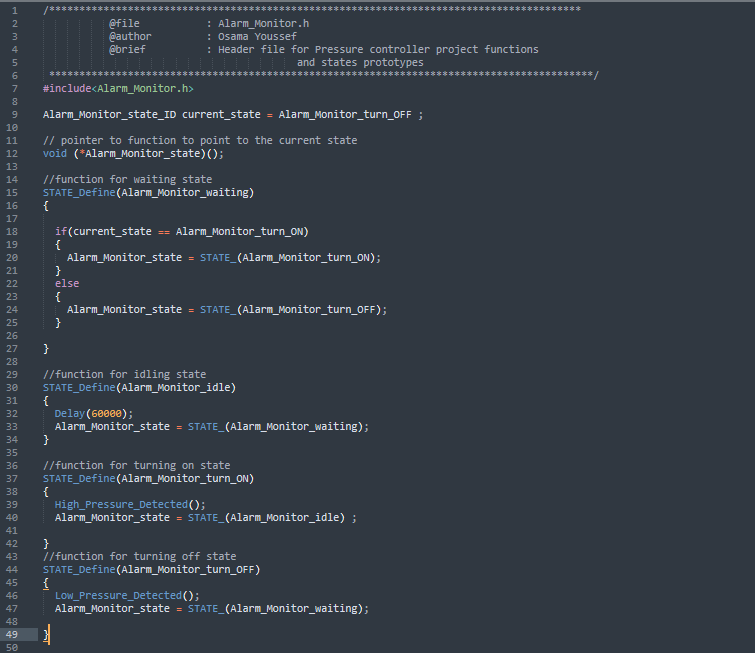 1 /****************************************************************************************
2 @file : Alarm_Monitor.h
3 @author : Osama Youssef
4 @brief : Header file for Pressure controller project functions
5 and states prototypes
6 ******************************************************************************************/
7 #include<Alarm_Monitor.h>
8
9 Alarm_Monitor_state_ID current_state = Alarm_Monitor_turn_OFF ;
10
11 // pointer to function to point to the current state
12 void (*Alarm_Monitor_state)();
13
14 //function for waiting state
15 STATE_Define(Alarm_Monitor_waiting)
16 {
17
18 if(current_state == Alarm_Monitor_turn_ON)
19 {
20 Alarm_Monitor_state = STATE_(Alarm_Monitor_turn_ON);
21 }
22 else
23 {
24 Alarm_Monitor_state = STATE_(Alarm_Monitor_turn_OFF);
25 }
26
27 }
28
29 //function for idling state
30 STATE_Define(Alarm_Monitor_idle)
31 {
32 Delay(60000);
33 Alarm_Monitor_state = STATE_(Alarm_Monitor_waiting);
34 }
35
36 //function for turning on state
37 STATE_Define(Alarm_Monitor_turn_ON)
38 {
39 High_Pressure_Detected();
40 Alarm_Monitor_state = STATE_(Alarm_Monitor_idle) ;
41
42 }
43 //function for turning off state
44 STATE_Define(Alarm_Monitor_turn_OFF)
45 {
46 Low_Pressure_Detected();
47 Alarm_Monitor_state = STATE_(Alarm_Monitor_waiting);
48
49 }
50